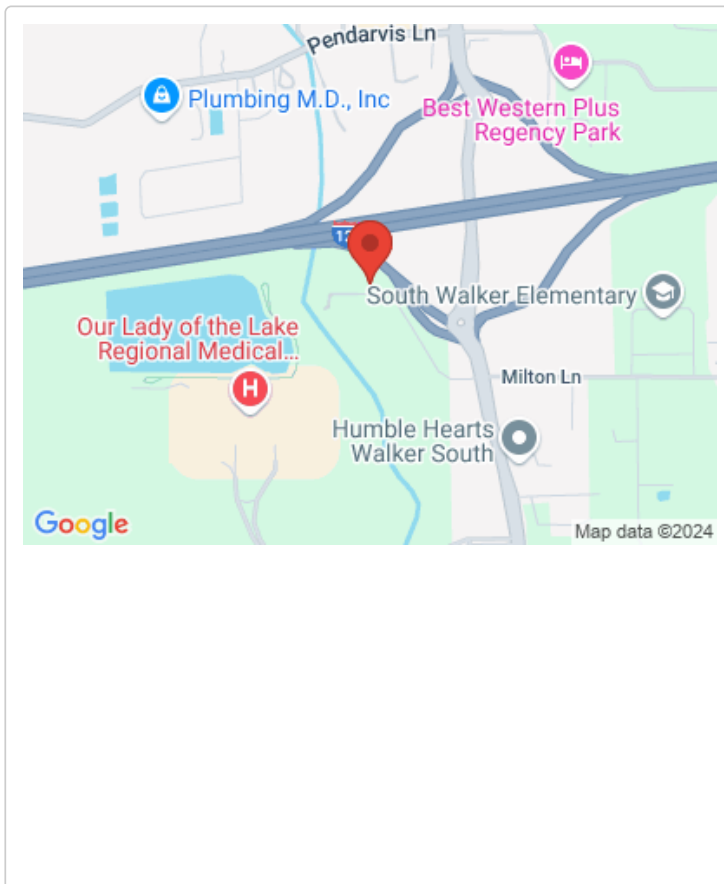 Pendarvis Ln
Plumbing M.D., Inc
Best Western Plus
Regency Park
South Walker Elementary
Our Lady of the Lake
Regional Medical...
H
Milton Ln
Humble Hearts
Walker South
Google
Map data ©2024